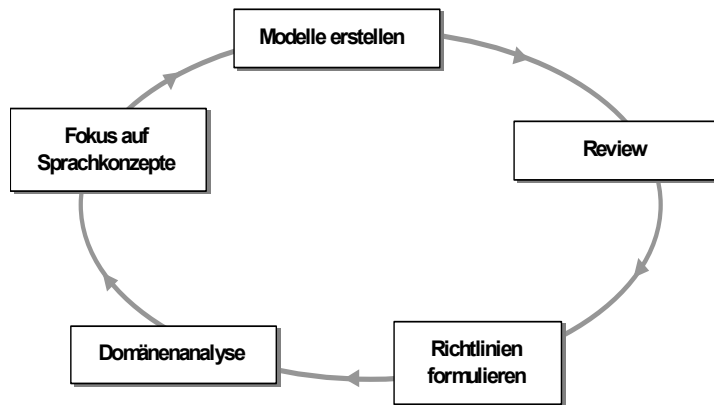 Modelle erstellen
Fokus auf
Sprachkonzepte
Review
Domänenanalyse
Richtlinien
formulieren